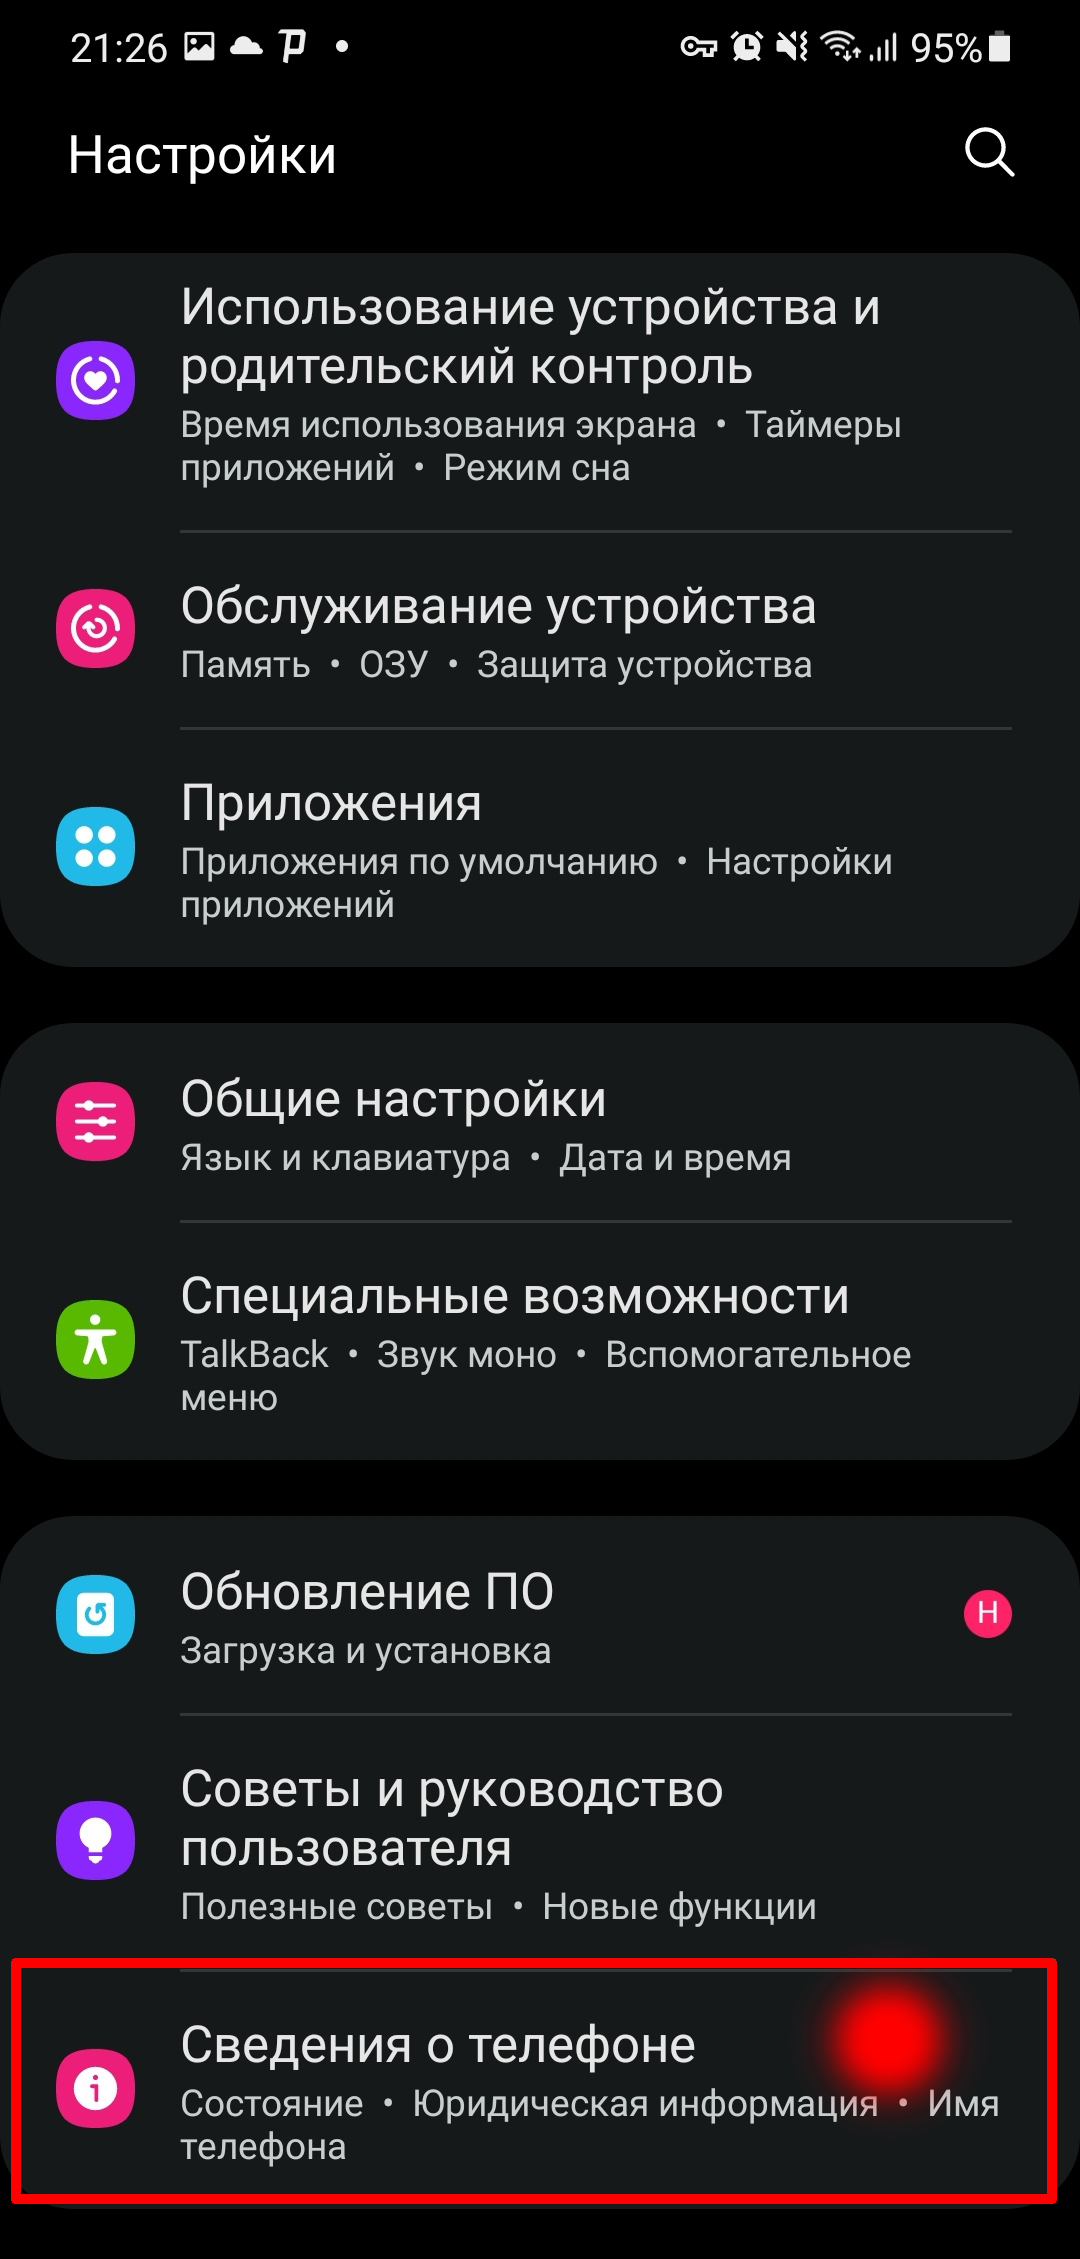 21:26 95%
Настройки
Использование устройства и
родительский контроль
Время использования экрана • Таймеры
приложений • Режим сна
Обслуживание устройства
Память • ОЗУ • Защита устройства
Приложения
Приложения по умолчанию • Настройки
приложений
Общие настройки
Язык и клавиатура • Дата и время
Специальные возможности
TalkBack • Звук моно • Вспомогательное
меню
Обновление ПО
Н
Загрузка и установка
Советы и руководство
пользователя
Полезные советы • Новые функции
Сведения о телефоне
Состояние • Юридическая информация • Имя
телефона